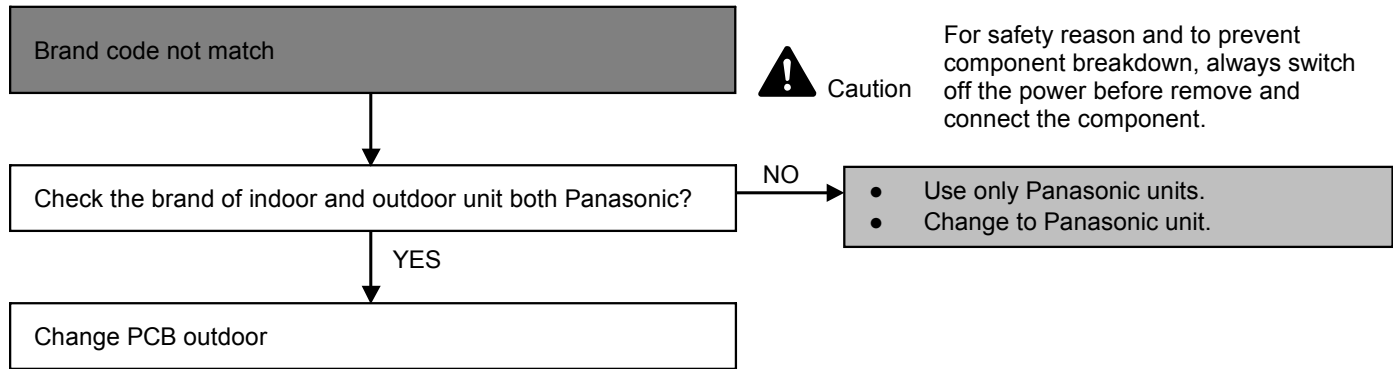 Brand code not match
Caution
For safety reason and to prevent
component breakdown, always switch
off the power before remove and
connect the component.
Check the brand of indoor and outdoor unit both Panasonic?
NO
● Use only Panasonic units.
● Change to Panasonic unit.
YES
Change PCB outdoor